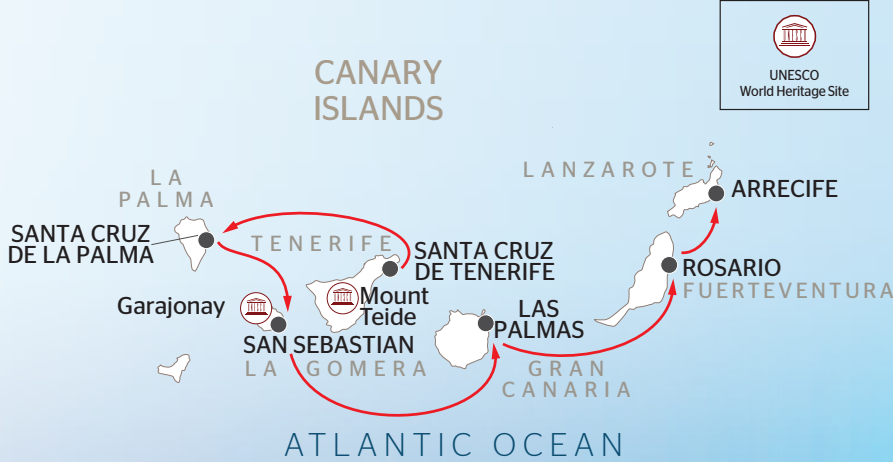 UNESCO
World Heritage Site
CANARY
ISLANDS
LANZAROTE
ARRECIFE
LA
PALMA
SANTA CRUZ
DE LA PALMA
TENERIFE
SANTA CRUZ
DE TENERIFE
ROSARIO
FUERTEVENTURA
Garajonay
Mount
Teide
LAS
PALMAS
SAN SEBASTIAN
LA GOMERA
GRAN
CANARIA
ATLANTIC OCEAN